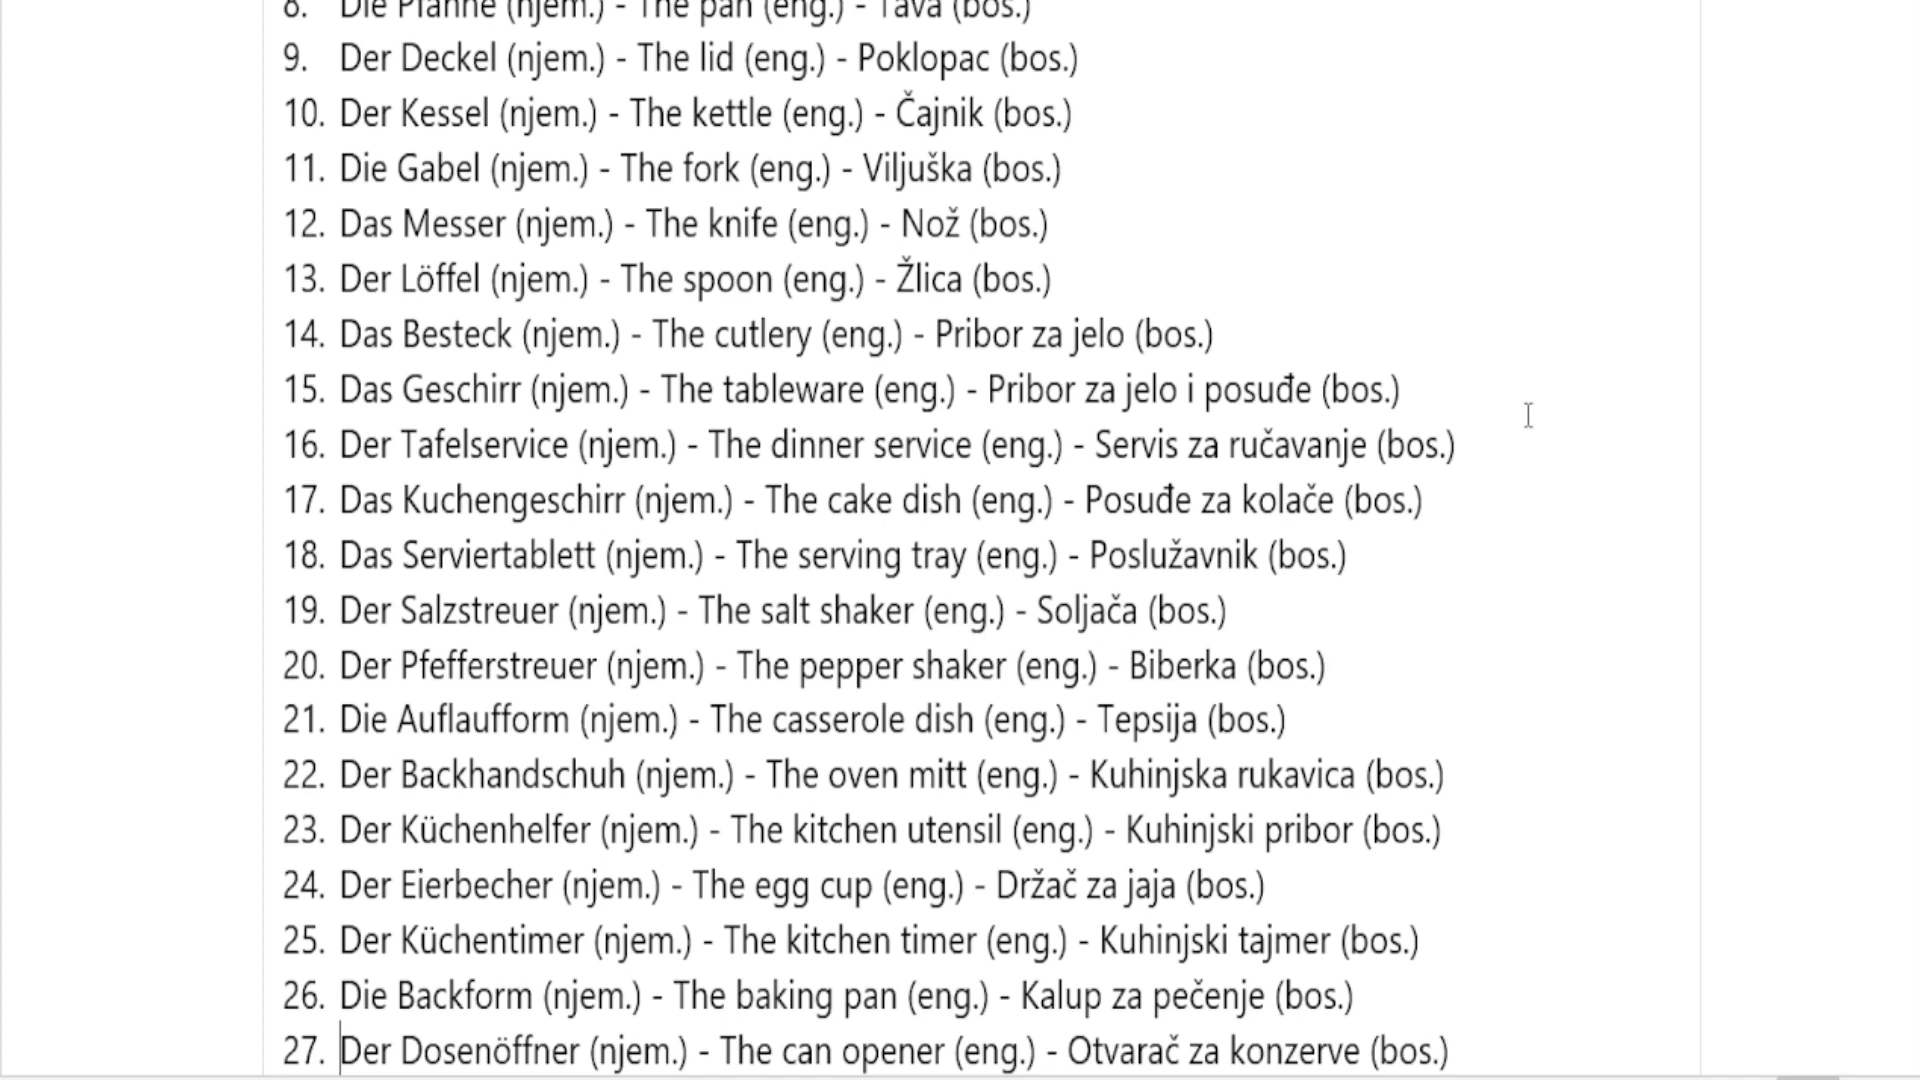 8. Die Pfanne (njem.) - The pan (eng.) - Tava (bos.)
9. Der Deckel (njem.) - The lid (eng.) - Poklopac (bos.)
10. Der Kessel (njem.) - The kettle (eng.) - Čajnik (bos.)
11. Die Gabel (njem.) - The fork (eng.) - Viljuška (bos.)
12. Das Messer (njem.) - The knife (eng.) - Nož (bos.)
13. Der Löffel (njem.) - The spoon (eng.) - Žlica (bos.)
14. Das Besteck (njem.) - The cutlery (eng.) - Pribor za jelo (bos.)
15. Das Geschirr (njem.) - The tableware (eng.) - Pribor za jelo i posuđe (bos.)
16. Der Tafelservice (njem.) - The dinner service (eng.) - Servis za ručavanje (bos.)
17. Das Kuchengeschirr (njem.) - The cake dish (eng.) - Posuđe za kolače (bos.)
18. Das Serviertablett (njem.) - The serving tray (eng.) - Poslužavnik (bos.)
19. Der Salzstreuer (njem.) - The salt shaker (eng.) - Soljača (bos.)
20. Der Pfefferstreuer (njem.) - The pepper shaker (eng.) - Biberka (bos.)
21. Die Auflaufform (njem.) - The casserole dish (eng.) - Tepsija (bos.)
22. Der Backhandschuh (njem.) - The oven mitt (eng.) - Kuhinjska rukavica (bos.)
23. Der Küchenhelfer (njem.) - The kitchen utensil (eng.) - Kuhinjski pribor (bos.)
24. Der Eierbecher (njem.) - The egg cup (eng.) - Držač za jaja (bos.)
25. Der Küchentimer (njem.) - The kitchen timer (eng.) - Kuhinjski tajmer (bos.)
26. Die Backform (njem.) - The baking pan (eng.) - Kalup za pečenje (bos.)
27. Der Dosenöffner (njem.) - The can opener (eng.) - Otvarač za konzerve (bos.)